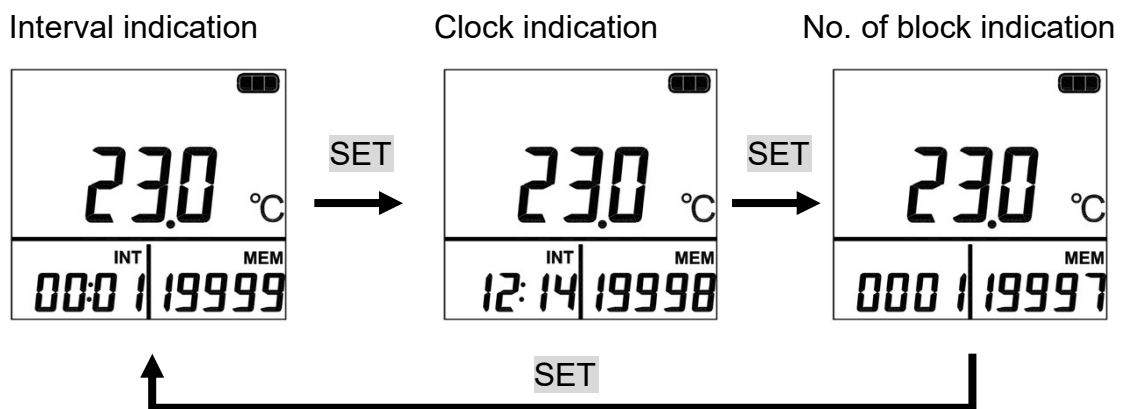 Interval indication Clock indication No. of block indication
SET SET
23.0 °C 23.0 °C 23.0 °C
INT MEM INT MEM MEM
00:01 19999 12:14 19998 0001 19997
SET